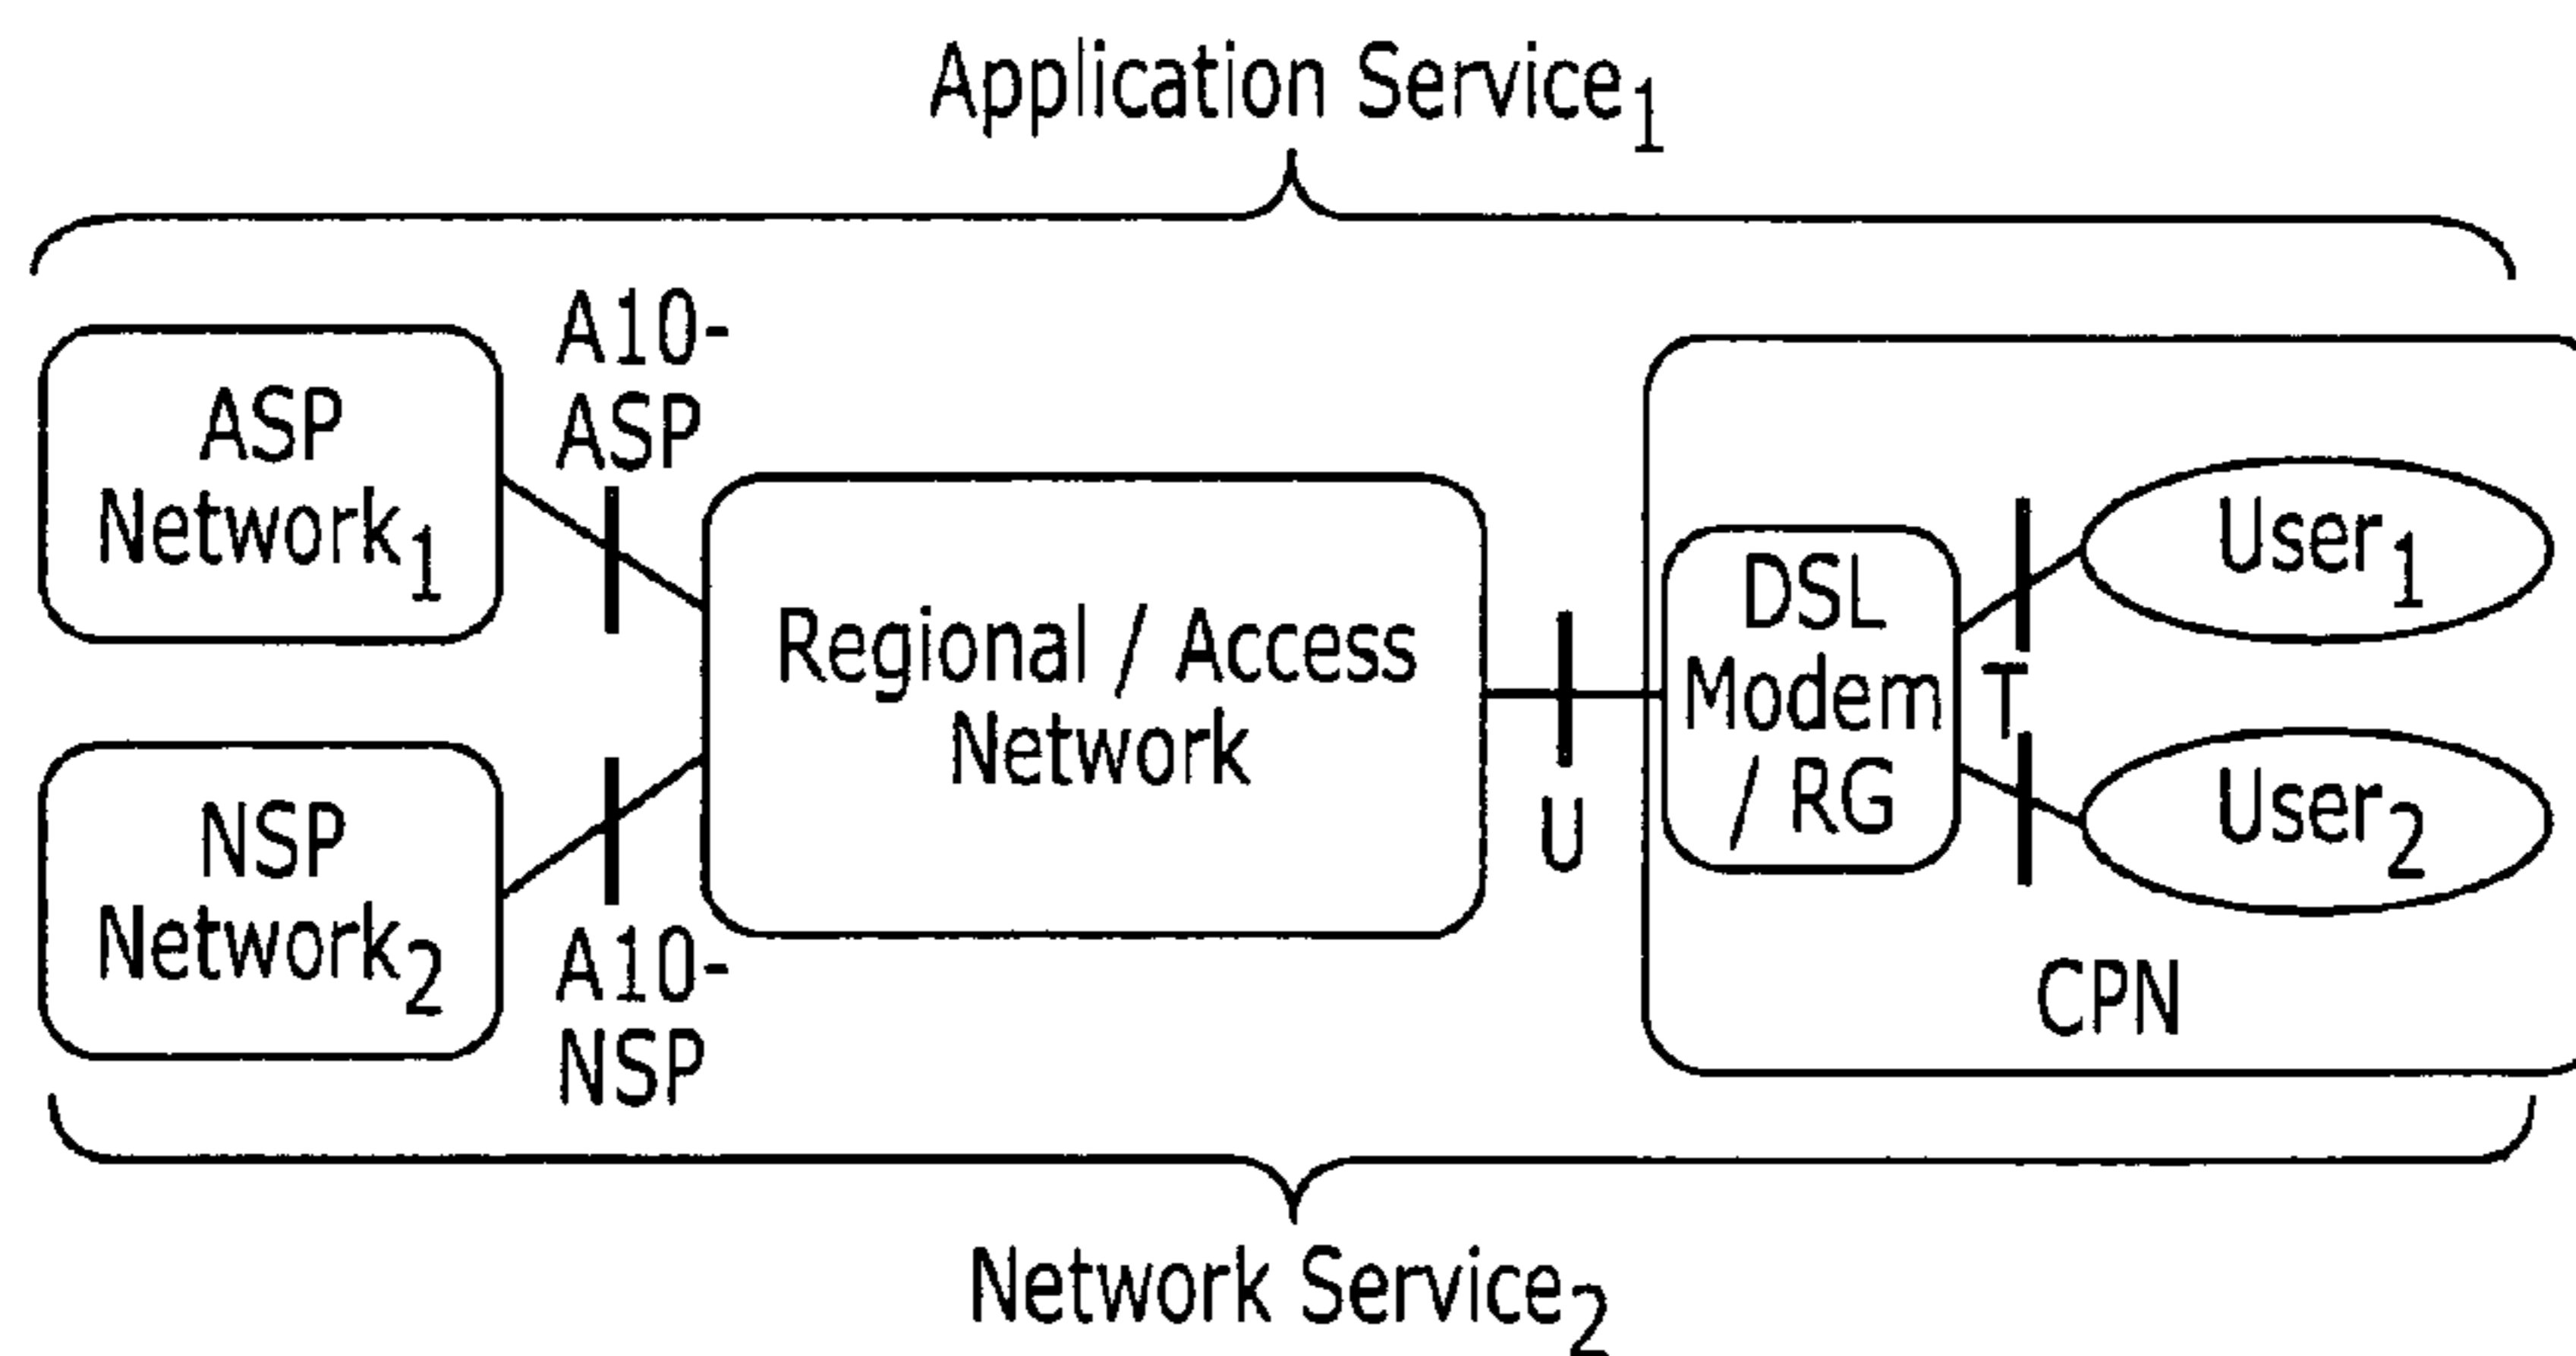 Application Service₁
A10-
ASP
ASP
Network₁
Regional / Access
Network
DSL
Modem
/ RG
U
T
User₁
User₂
CPN
NSP
Network₂
A10-
NSP
Network Service₂